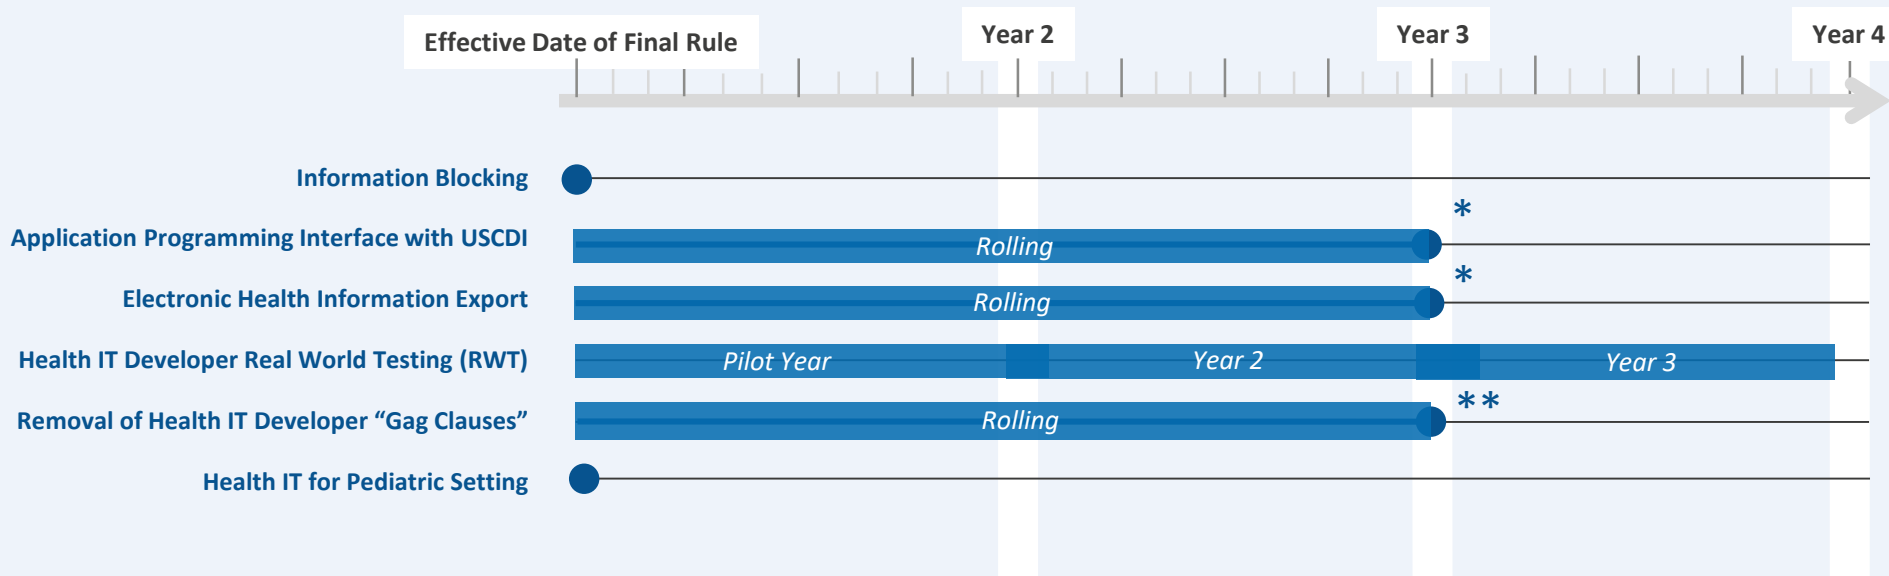 Effective Date of Final Rule
Year 2
Year 3
Year 4
Information Blocking
*
Application Programming Interface with USCDI
Rolling
*
Electronic Health Information Export
Rolling
Health IT Developer Real World Testing (RWT)
Pilot Year
Year 2
Year 3
**
Removal of Health IT Developer “Gag Clauses”
Rolling
Health IT for Pediatric Setting